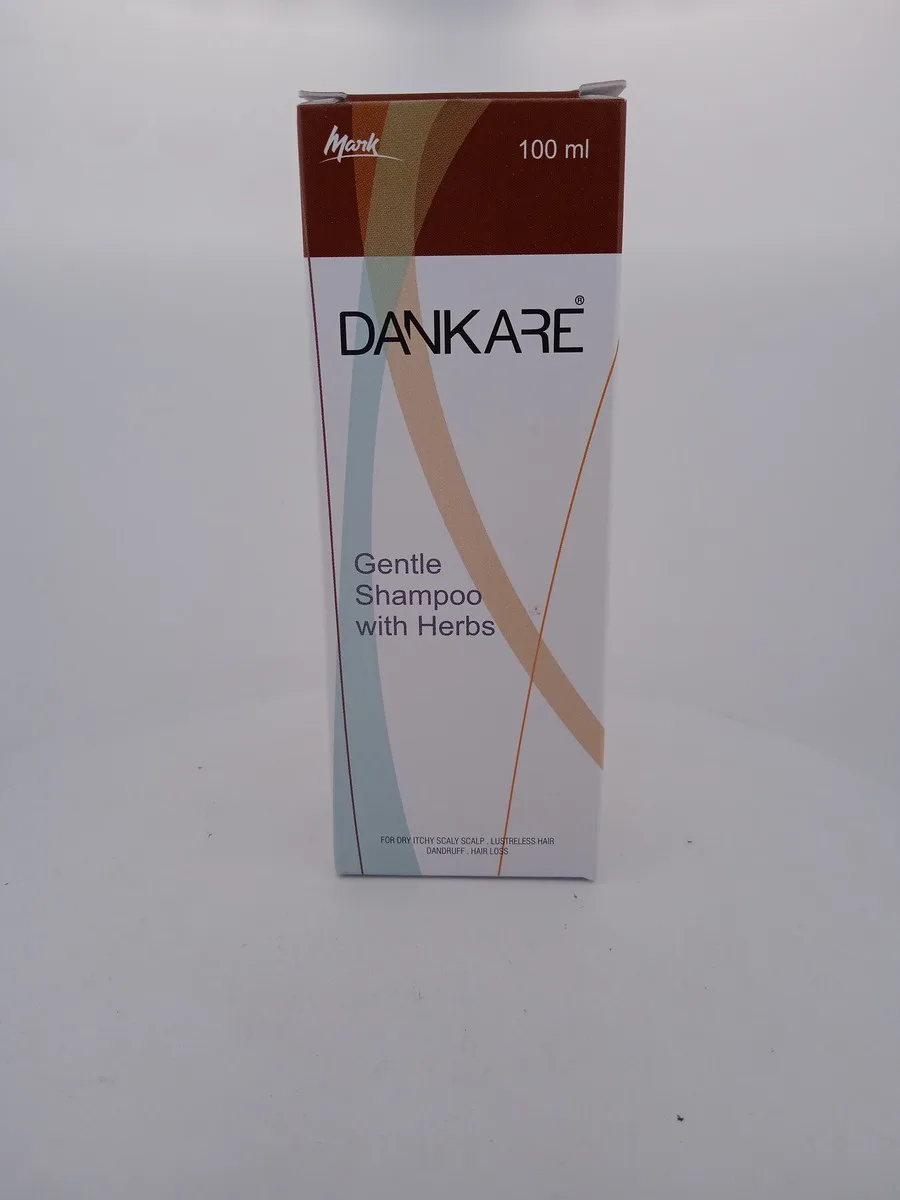 Mark
100 ml
DANKARE®
Gentle
Shampoo
with Herbs
FOR DRY ITCHY SCALY SCALP . LUSTRELESS HAIR
DANDRUFF . HAIR LOSS